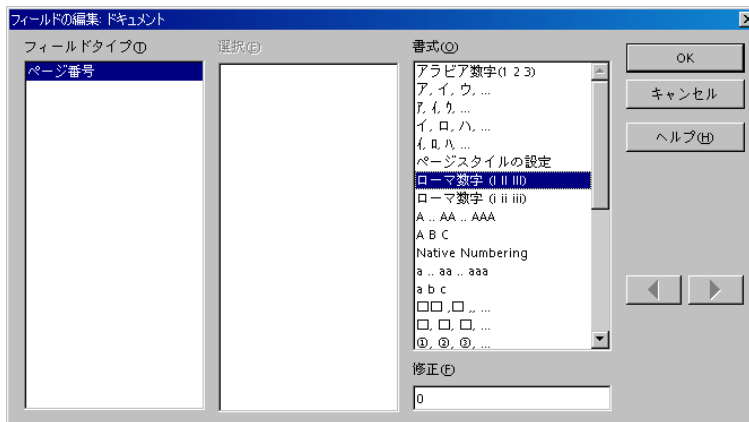 フィールドの編集: ドキュメント
フィールドタイプ(T)
ページ番号
選択(E)
書式(O)
アラビア数字(1 2 3)
ア, イ, ウ, ...
ｱ, ｲ, ｳ, ...
イ, ロ, ハ, ...
ｲ, ﾛ, ﾊ, ...
ページスタイルの設定
ローマ数字 (I II III)
ローマ数字 (i ii iii)
A .. AA .. AAA
A B C
Native Numbering
a .. aa .. aaa
a b c
□□ ,□ ,, ...
□, □, □, ...
①, ②, ③, ...
修正(F)
0
OK
キャンセル
ヘルプ(H)